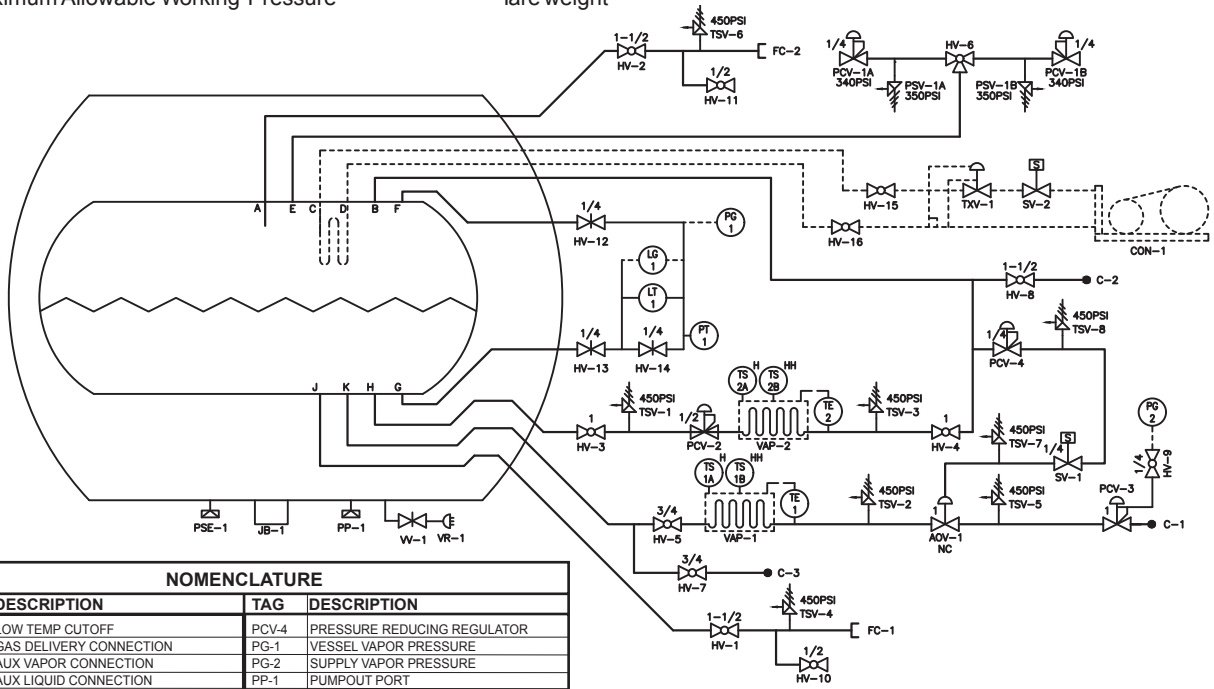 Allowable Working Pressure
1-1/2
HV-2
450PSI
TSV-6
FC-2
1/2
HV-11
1/4
PCV-1A
340PSI
PSV-1A
350PSI
HV-6
PSV-1B
350PSI
1/4
PCV-1B
340PSI
A
E
C
D
B
F
1/4
HV-12
PG
1
HV-15
TXV-1
S
SV-2
HV-16
CON-1
LG
1
LT
1
PT
1
1/4
HV-13
1/4
HV-14
1-1/2
HV-8
C-2
450PSI
TSV-8
1/4
PCV-4
J
K
H
G
1
HV-3
450PSI
TSV-1
1/2
PCV-2
TS
2A
H
TS
2B
HH
VAP-2
TE
2
450PSI
TSV-3
1
HV-4
450PSI
TSV-7
1/4
S
SV-1
PG
2
1/4
HV-9
TS
1A
H
TS
1B
HH
VAP-1
TE
1
3/4
HV-5
450PSI
TSV-2
1
AOV-1
NC
450PSI
TSV-5
PCV-3
C-1
3/4
HV-7
C-3
PSE-1
JB-1
PP-1
VV-1
VR-1
1-1/2
HV-1
450PSI
TSV-4
FC-1
1/2
HV-10
NOMENCLATURE
DESCRIPTION TAG DESCRIPTION
LOW TEMP CUTOFF PCV-4 PRESSURE REDUCING REGULATOR
GAS DELIVERY CONNECTION PG-1 VESSEL VAPOR PRESSURE
AUX VAPOR CONNECTION PG-2 SUPPLY VAPOR PRESSURE
AUX LIQUID CONNECTION PP-1 PUMPOUT PORT